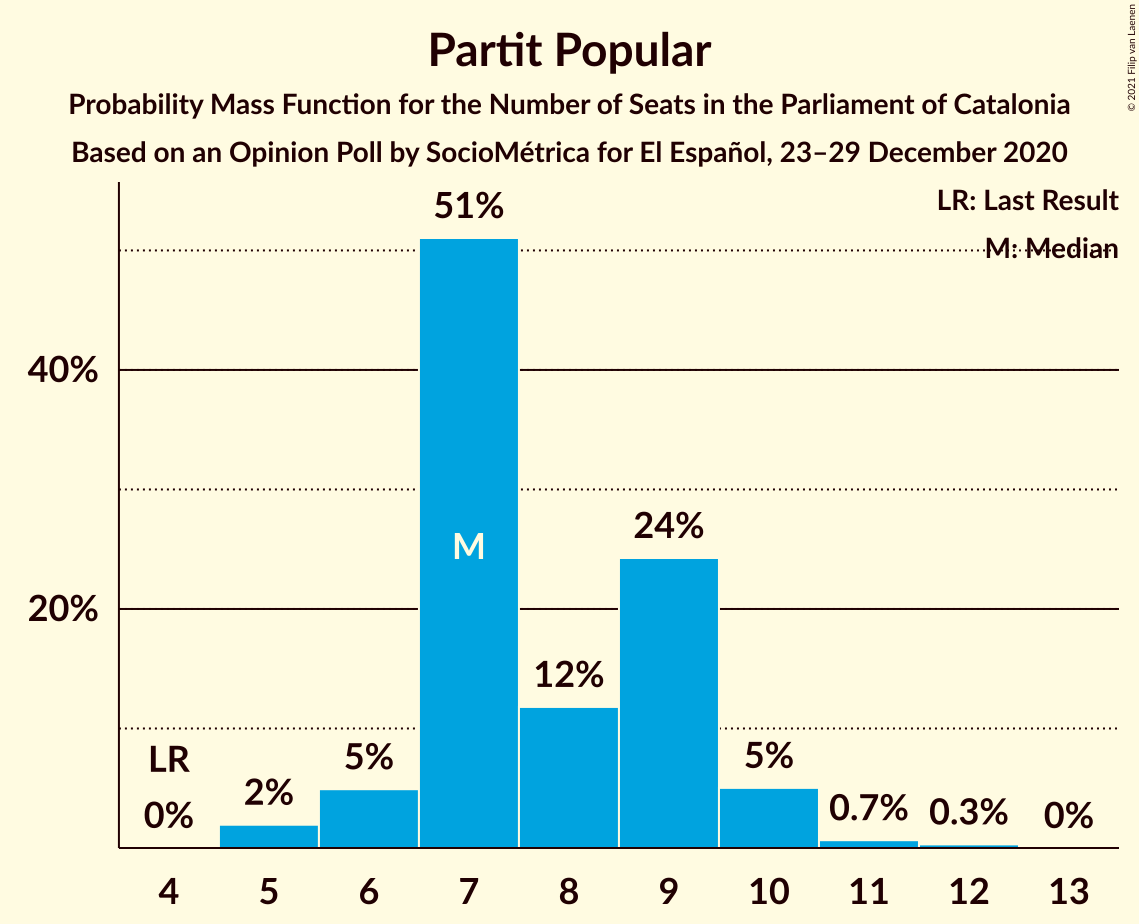 Partit Popular
Probability Mass Function for the Number of Seats in the Parliament of Catalonia
Based on an Opinion Poll by SocioMétrica for El Español, 23–29 December 2020
© 2021 Filip van Laenen
LR: Last Result
M: Median
40%
20%
LR
0%
2%
5%
51%
M
12%
24%
5%
0.7%
0.3%
0%
4 5 6 7 8 9 10 11 12 13